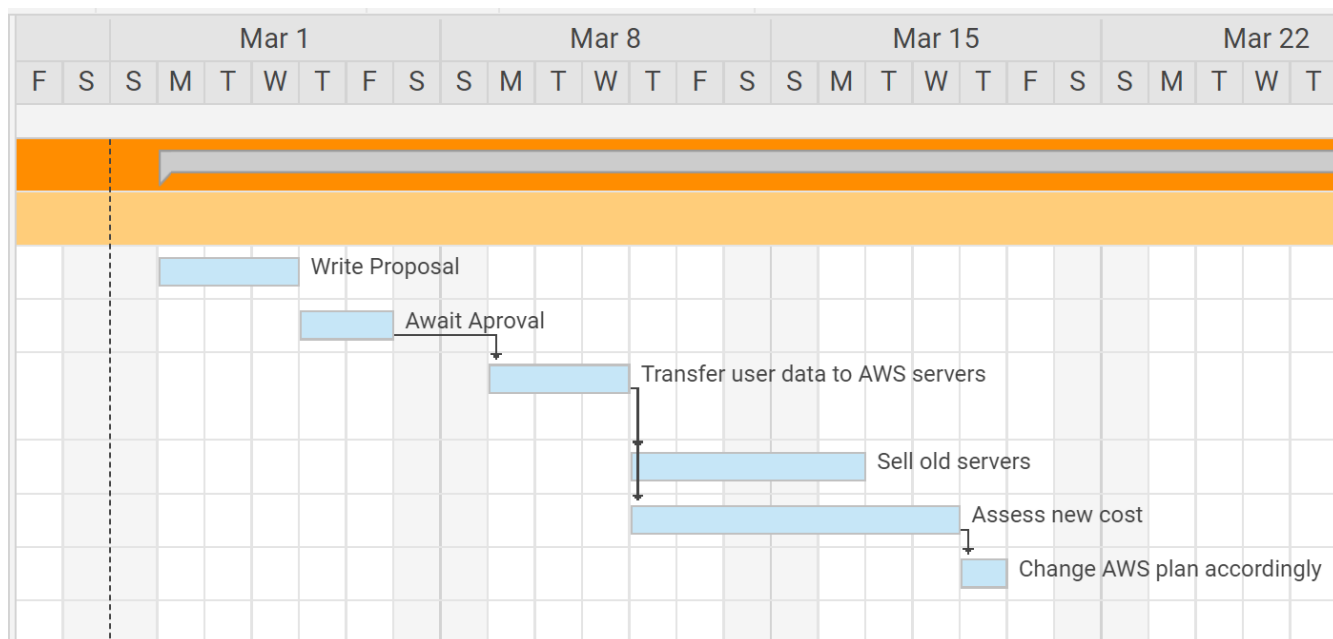 Mar 1 Mar 8 Mar 15 Mar 22
F S S M T W T F S S M T W T F S S M T W T F S S M T W T
Write Proposal
Await Aproval
Transfer user data to AWS servers
Sell old servers
Assess new cost
Change AWS plan accordingly